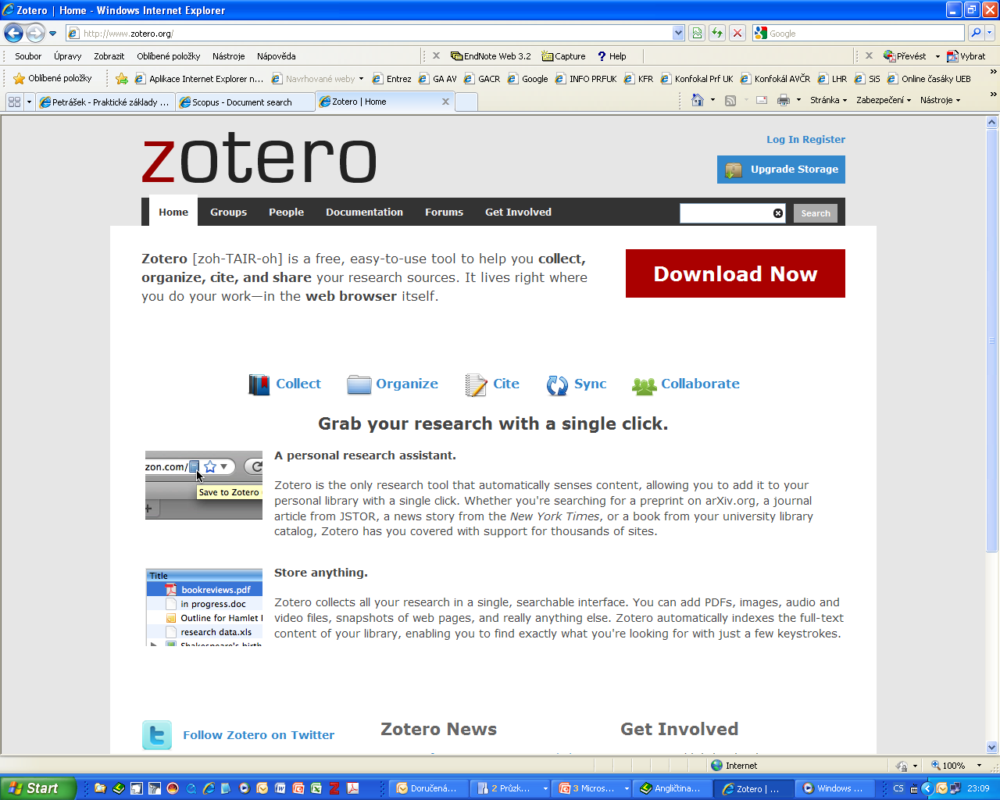 Zotero | Home - Windows Internet Explorer
http://www.zotero.org/
Google
Soubor Úpravy Zobrazit Oblíbené položky Nástroje Nápověda
EndNote Web 3.2 Capture ? Help
Převést Vybrat
Oblíbené položky
Aplikace Internet Explorer n... Navrhované weby Entrez GA AV GACR Google INFO PRFUK KFR Konfokal Prf UK Konfokál AVČR LHR SiS Online časáky UEB
Petrášek - Praktické základy ... Scopus - Document search Zotero | Home
Stránka Zabezpečení Nástroje
zotero
Log In Register
Upgrade Storage
Home Groups People Documentation Forums Get Involved
Search
Zotero [zoh-TAIR-oh] is a free, easy-to-use tool to help you collect,
organize, cite, and share your research sources. It lives right where
you do your work—in the web browser itself.
Download Now
Collect Organize Cite Sync Collaborate
Grab your research with a single click.
zon.com/
Save to Zotero
A personal research assistant.
Zotero is the only research tool that automatically senses content, allowing you to add it to your
personal library with a single click. Whether you're searching for a preprint on arXiv.org, a journal
article from JSTOR, a news story from the New York Times, or a book from your university library
catalog, Zotero has you covered with support for thousands of sites.
Title
bookreviews.pdf
in progress.doc
Outline for Hamlet
research data.xls
Shakespeare's birth
Store anything.
Zotero collects all your research in a single, searchable interface. You can add PDFs, images, audio and
video files, snapshots of web pages, and really anything else. Zotero automatically indexes the full-text
content of your library, enabling you to find exactly what you're looking for with just a few keystrokes.
Follow Zotero on Twitter
Zotero News
Get Involved
Internet
100%
Start
Doručená... 2 Průzk... 3 Micros... Angličtina... Zotero | ... Windows ...
CS
23:09